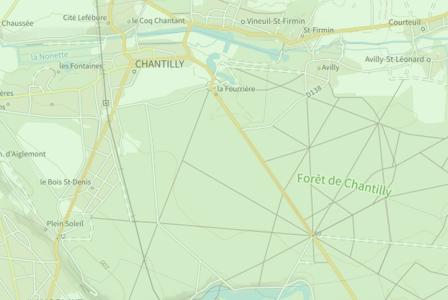 Chaussée
Cité Lefébure
le Coq Chantant
Vineuil-St-Firmin
St-Firmin
Courteuil
la Nonette
les Fontaines
CHANTILLY
Avilly
Avilly-St-Léonard
la Fourrière
D138
d'Aiglemont
le Bois St-Denis
Forêt de Chantilly
Plein Soleil